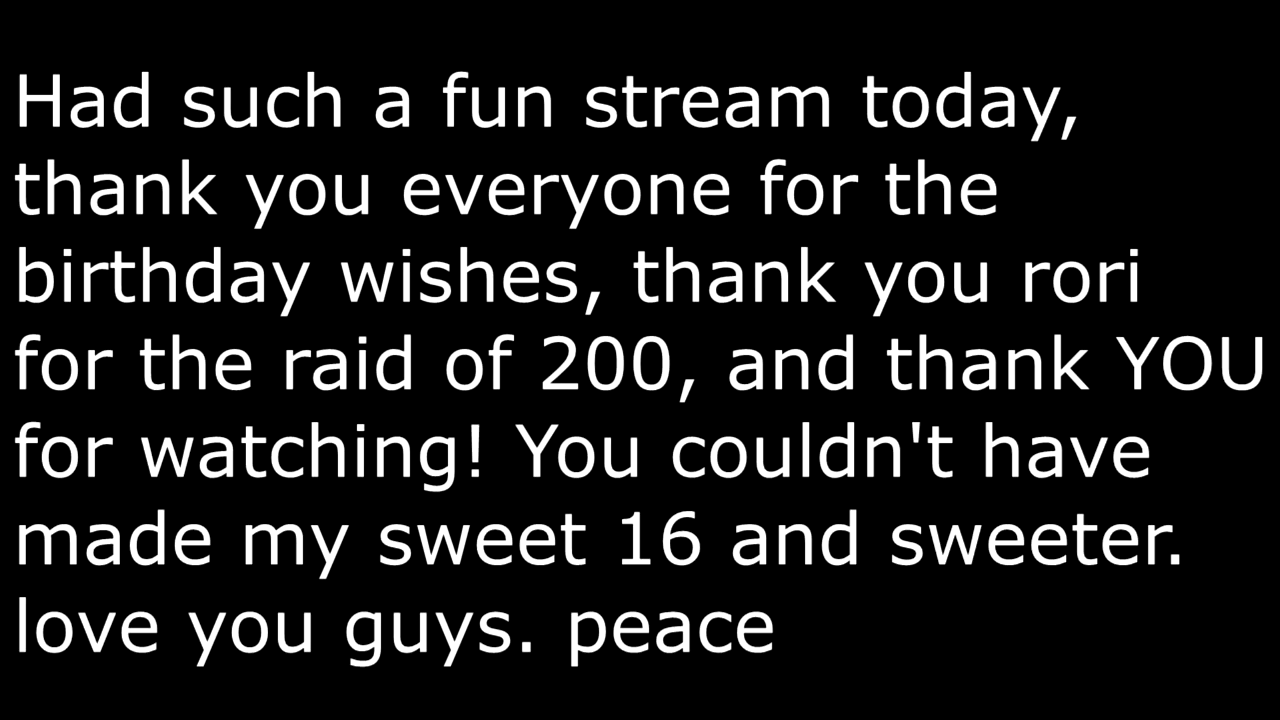 Had such a fun stream today,
thank you everyone for the
birthday wishes, thank you rori
for the raid of 200, and thank YOU
for watching! You couldn't have
made my sweet 16 and sweeter.
love you guys. peace